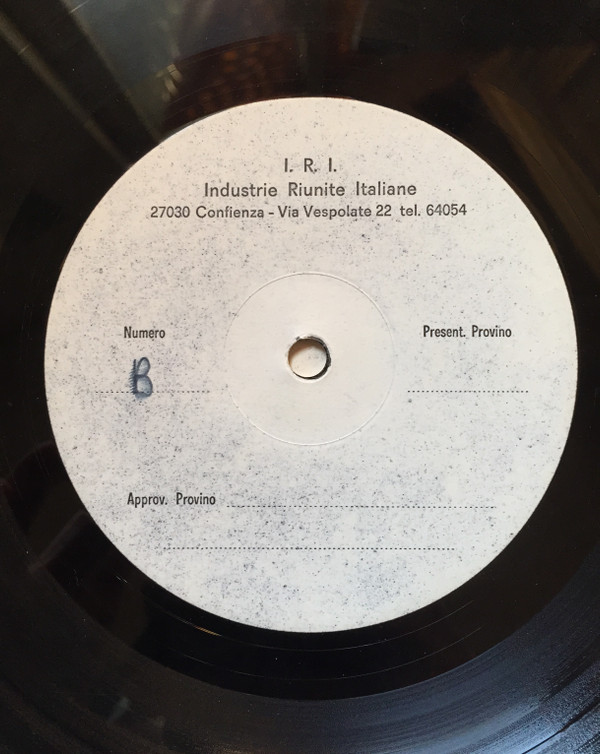 I. R. I.
Industrie Riunite Italiane
27030 Confienza - Via Vespolate 22 tel. 64054
Numero
Present. Provino
B
Approv. Provino